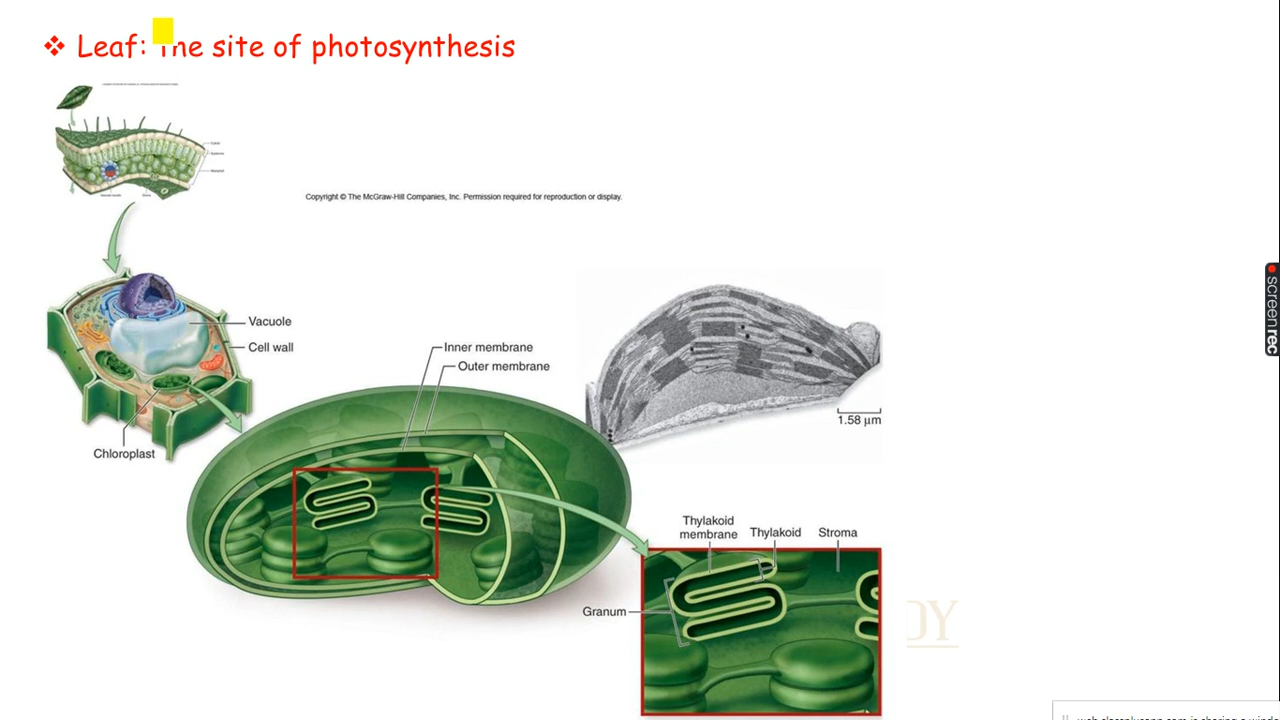 ❖ Leaf: The site of photosynthesis
Copyright © The McGraw-Hill Companies, Inc. Permission required for reproduction or display.
Vacuole
Cell wall
Chloroplast
Inner membrane
Outer membrane
1.58 µm
Thylakoid
membrane
Thylakoid
Stroma
Granum
screenrec